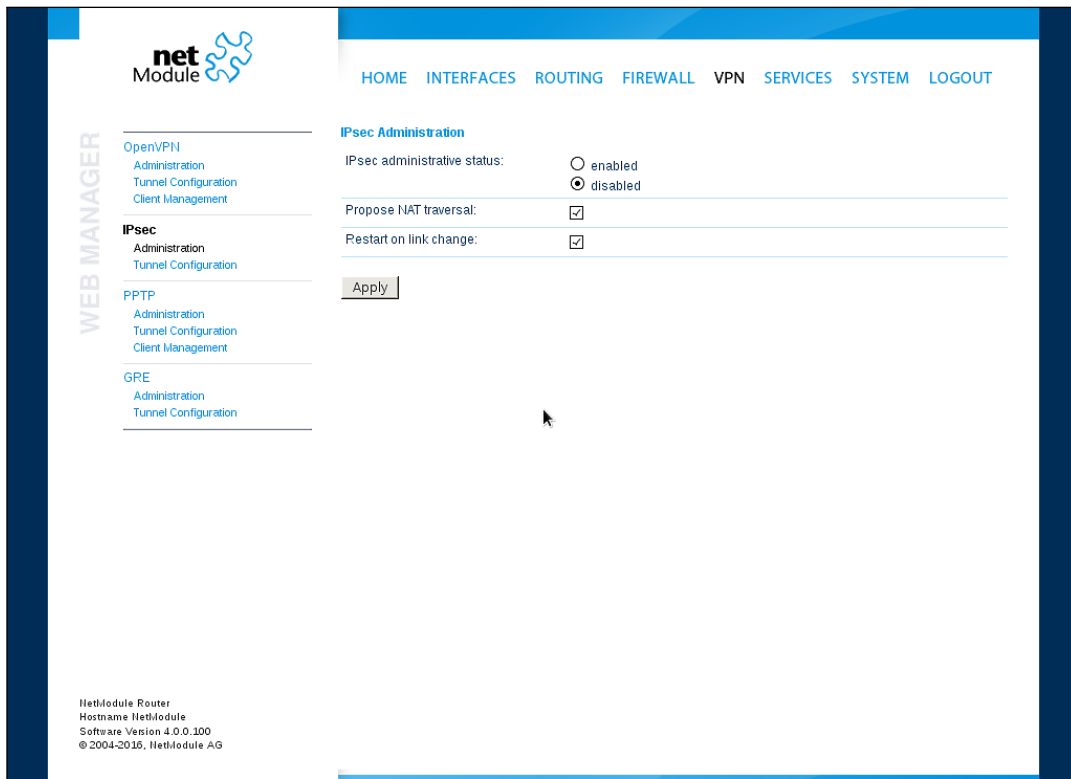 net
Module
HOME INTERFACES ROUTING FIREWALL VPN SERVICES SYSTEM LOGOUT
WEB MANAGER
OpenVPN
Administration
Tunnel Configuration
Client Management
IPsec
Administration
Tunnel Configuration
PPTP
Administration
Tunnel Configuration
Client Management
GRE
Administration
Tunnel Configuration
IPsec Administration
IPsec administrative status:
enabled
disabled
Propose NAT traversal:
Restart on link change:
Apply
NetModule Router
Hostname NetModule
Software Version 4.0.0.100
© 2004-2016, NetModule AG